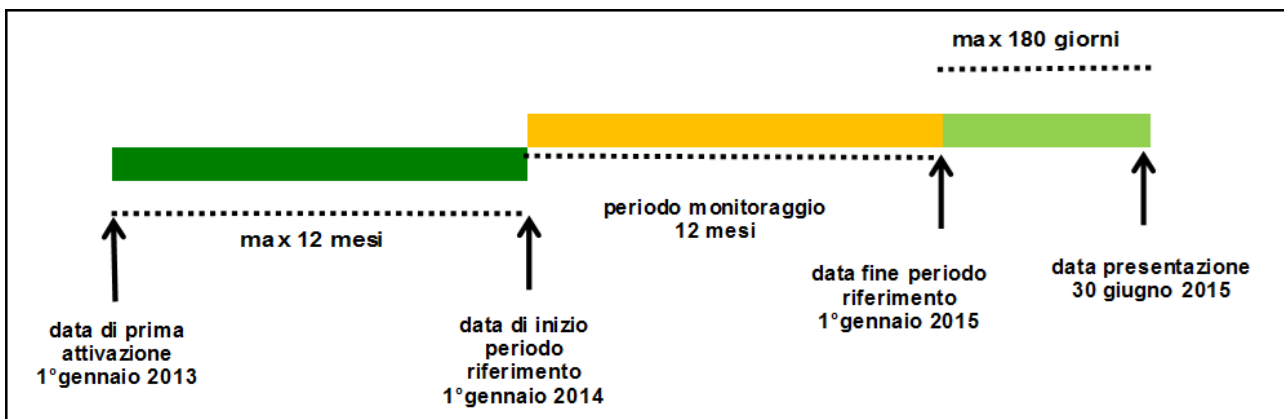 max 180 giorni
max 12 mesi
periodo monitoraggio
12 mesi
data di prima
attivazione
1°gennaio 2013
data di inizio
periodo
riferimento
1°gennaio 2014
data fine periodo
riferimento
1°gennaio 2015
data presentazione
30 giugno 2015